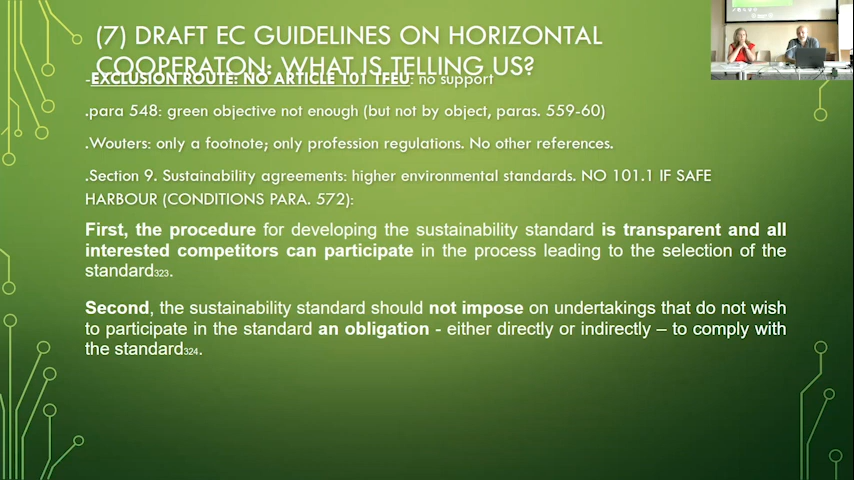 (7) DRAFT EC GUIDELINES ON HORIZONTAL
COOPERATON: WHAT IS TELLING US?
-EXCLUSION ROUTE: NO ARTICLE 101 TFEU: no support
.para 548: green objective not enough (but not by object, paras. 559-60)
.Wouters: only a footnote; only profession regulations. No other references.
.Section 9. Sustainability agreements: higher environmental standards. NO 101.1 IF SAFE
HARBOUR (CONDITIONS PARA. 572):
First, the procedure for developing the sustainability standard is transparent and all
interested competitors can participate in the process leading to the selection of the
standard323.
Second, the sustainability standard should not impose on undertakings that do not wish
to participate in the standard an obligation - either directly or indirectly – to comply with
the standard324.